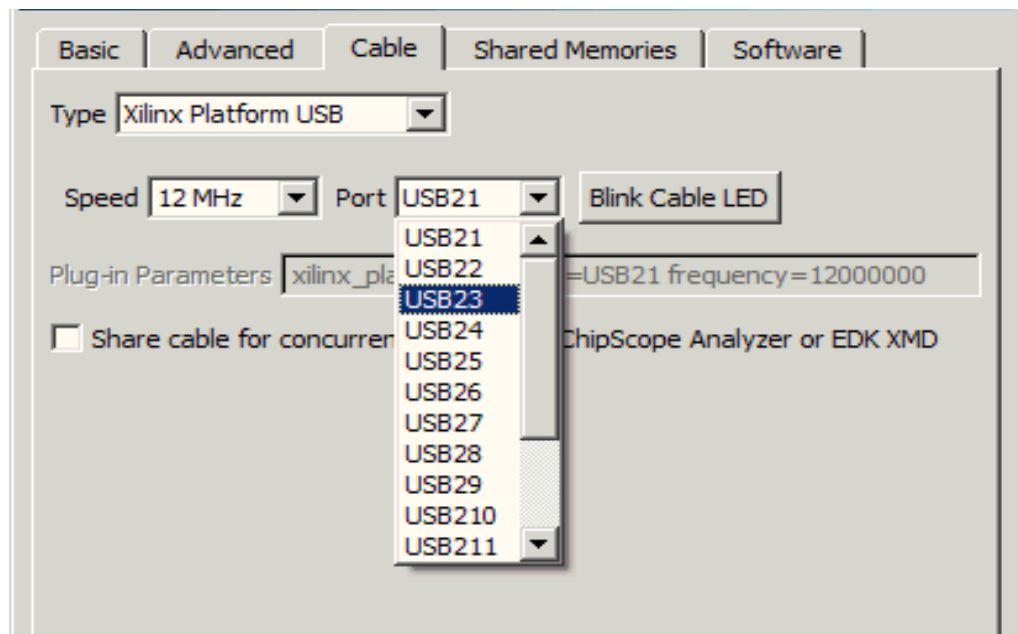 Basic Advanced Cable Shared Memories Software
Type Xilinx Platform USB
Speed 12 MHz Port USB21 Blink Cable LED
USB21
USB22
Plug-in Parameters =USB21 frequency=12000000
USB23
USB24
Share cable for ChipScope Analyzer or EDK XMD
USB25
USB26
USB27
USB28
USB29
USB210
USB211